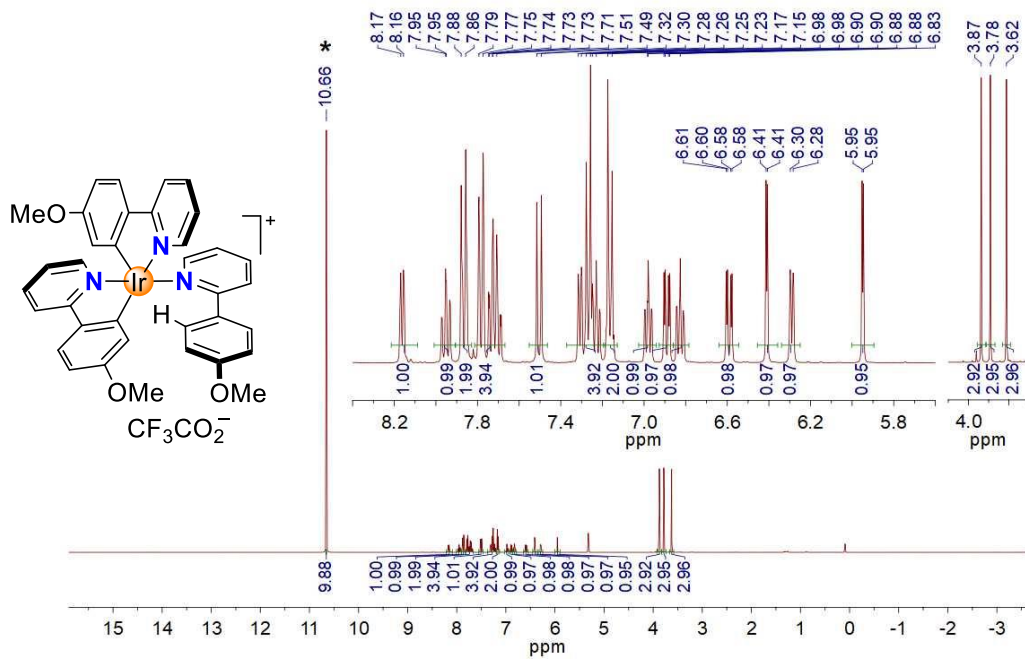 8.17 8.16 7.95 7.95 7.88 7.86 7.79 7.77 7.75 7.74 7.73 7.73 7.71 7.51 7.49 7.32 7.30 7.28 7.26 7.25 7.23 7.17 7.15 6.98 6.98 6.90 6.90 6.88 6.88 6.83
3.87 3.78 3.62
*
10.66
6.61 6.60 6.58 6.58 6.41 6.41 6.30 6.28 5.95 5.95
MeO
N
]+
N Ir N
H
OMe OMe
CF₃CO₂⁻
1.00 0.99 1.99 3.94 1.01 3.92 2.00 0.99 0.97 0.98 0.98 0.97 0.97 0.95
2.92 2.95 2.96
8.2 7.8 7.4 7.0 6.6 6.2 5.8
ppm
4.0
ppm
9.88
1.00 0.99 1.99 3.94 1.01 3.92 2.00 0.99 0.97 0.98 0.98 0.97 0.97 0.95 2.92 2.95 2.96
15 14 13 12 11 10 9 8 7 6 5 4 3 2 1 0 -1 -2 -3
ppm